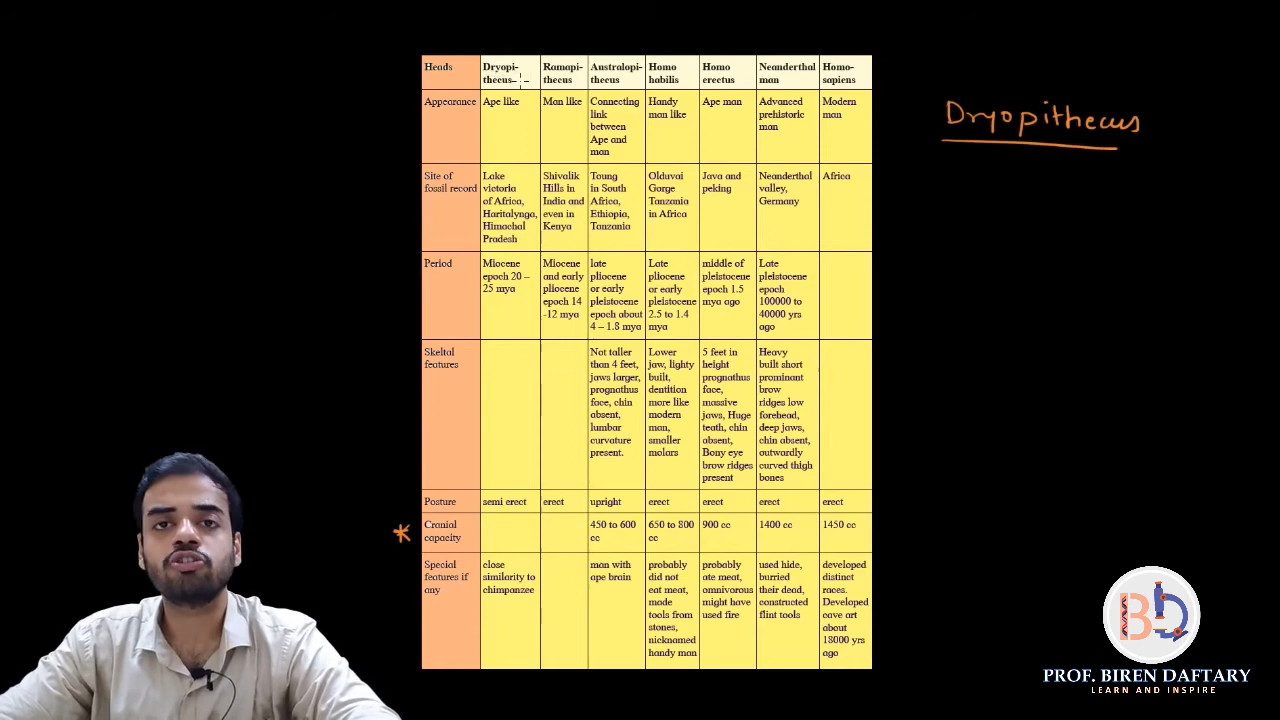 Heads
Dryopi-
thecus
Ramapi-
thecus
Australopi-
thecus
Homo
habilis
Homo
erectus
Neanderthal
man
Homo-
sapiens
Appearance
Ape like
Man like
Connecting
link
between
Ape and
man
Handy
man like
Ape man
Advanced
prehistoric
man
Modern
man
Site of
fossil record
Lake
victoria
of Africa,
Haritalynga,
Himachal
Pradesh
Shivalik
Hills in
India and
even in
Kenya
Toung
in South
Africa,
Ethiopia,
Tanzania
Olduvai
Gorge
Tanzania
in Africa
Java and
peking
Neanderthal
valley,
Germany
Africa
Period
Miocene
epoch 20 –
25 mya
Miocene
and early
pliocene
epoch 14
-12 mya
late
pliocene
or early
pleistocene
epoch about
4 – 1.8 mya
Late
pliocene
or early
pleistocene
2.5 to 1.4
mya
middle of
pleistocene
epoch 1.5
mya ago
Late
pleistocene
epoch
100000 to
40000 yrs
ago
Skeltal
features
Not taller
than 4 feet,
jaws larger,
prognathus
face, chin
absent,
lumbar
curvature
present.
Lower
jaw, lighty
built,
dentition
more like
modern
man,
smaller
molars
5 feet in
height
prognathus
face,
massive
jaws, Huge
teath, chin
absent,
Bony eye
brow ridges
present
Heavy
built short
prominant
brow
ridges low
forehead,
deep jaws,
chin absent,
outwardly
curved thigh
bones
Posture
semi erect
erect
upright
erect
erect
erect
erect
Cranial
capacity
450 to 600
cc
650 to 800
cc
900 cc
1400 cc
1450 cc
Special
features if
any
close
similarity to
chimpanzee
man with
ape brain
probably
did not
eat meat,
made
tools from
stones,
nicknamed
handy man
probably
ate meat,
omnivorous
might have
used fire
used hide,
burried
their dead,
constructed
flint tools
developed
distinct
races.
Developed
cave art
about
18000 yrs
ago
Dryopithecus
BD
PROF. BIREN DAFTARY
LEARN AND INSPIRE